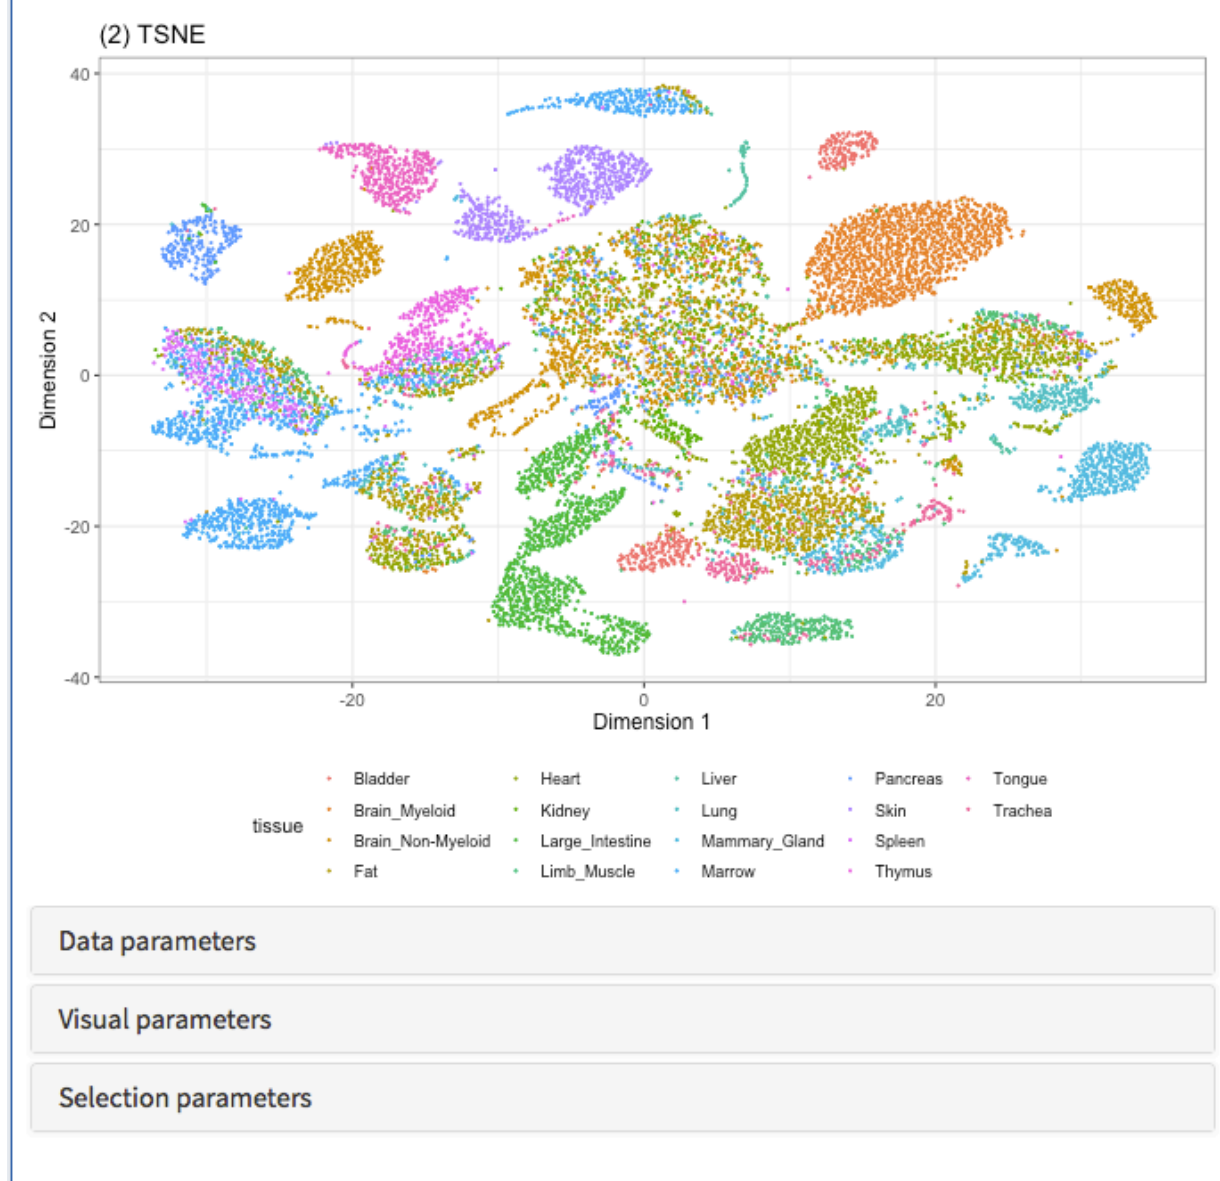 (2) TSNE
40
20
0
-20
-40
Dimension 2
-20 0 20
Dimension 1
tissue
Bladder Heart Liver Pancreas Tongue
Brain_Myeloid Kidney Lung Skin Trachea
Brain_Non-Myeloid Large_Intestine Mammary_Gland Spleen
Fat Limb_Muscle Marrow Thymus
Data parameters
Visual parameters
Selection parameters